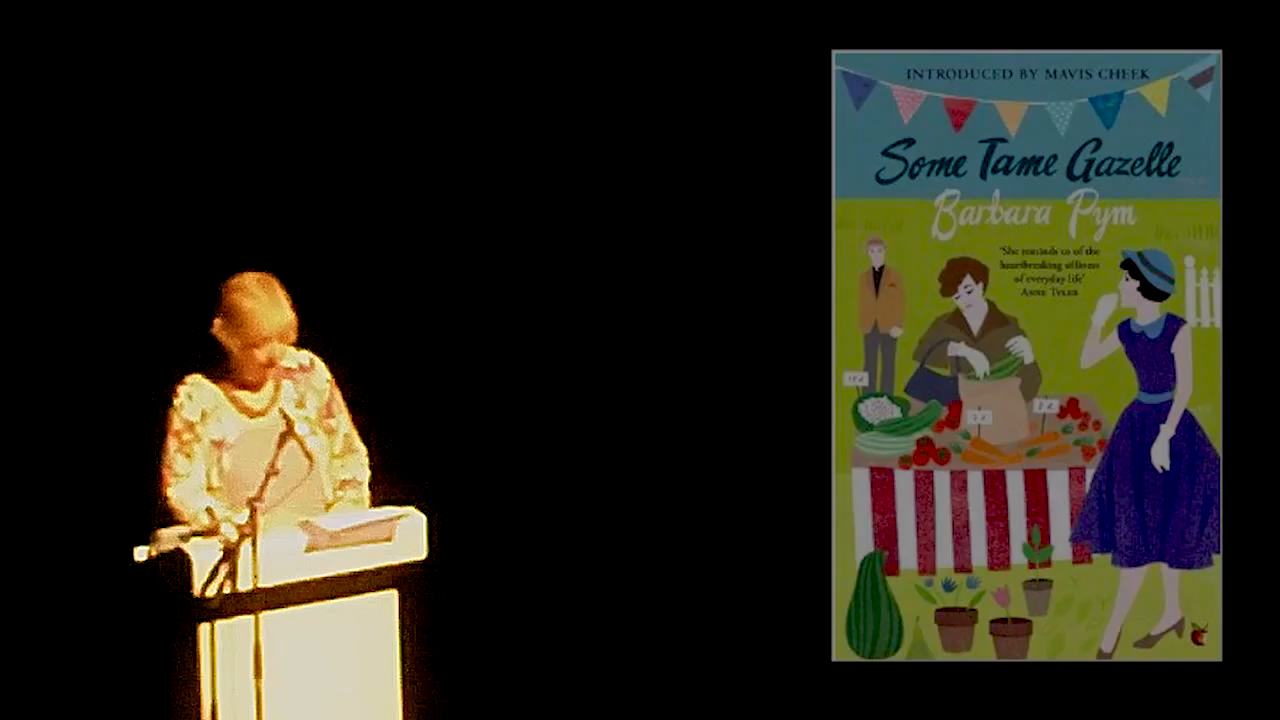 INTRODUCED BY MAVIS CHEEK
Some Tame Gazelle
Barbara Pym
'She reminds us of the
heartbreaking silliness
of everyday life'
ANNE TYLER